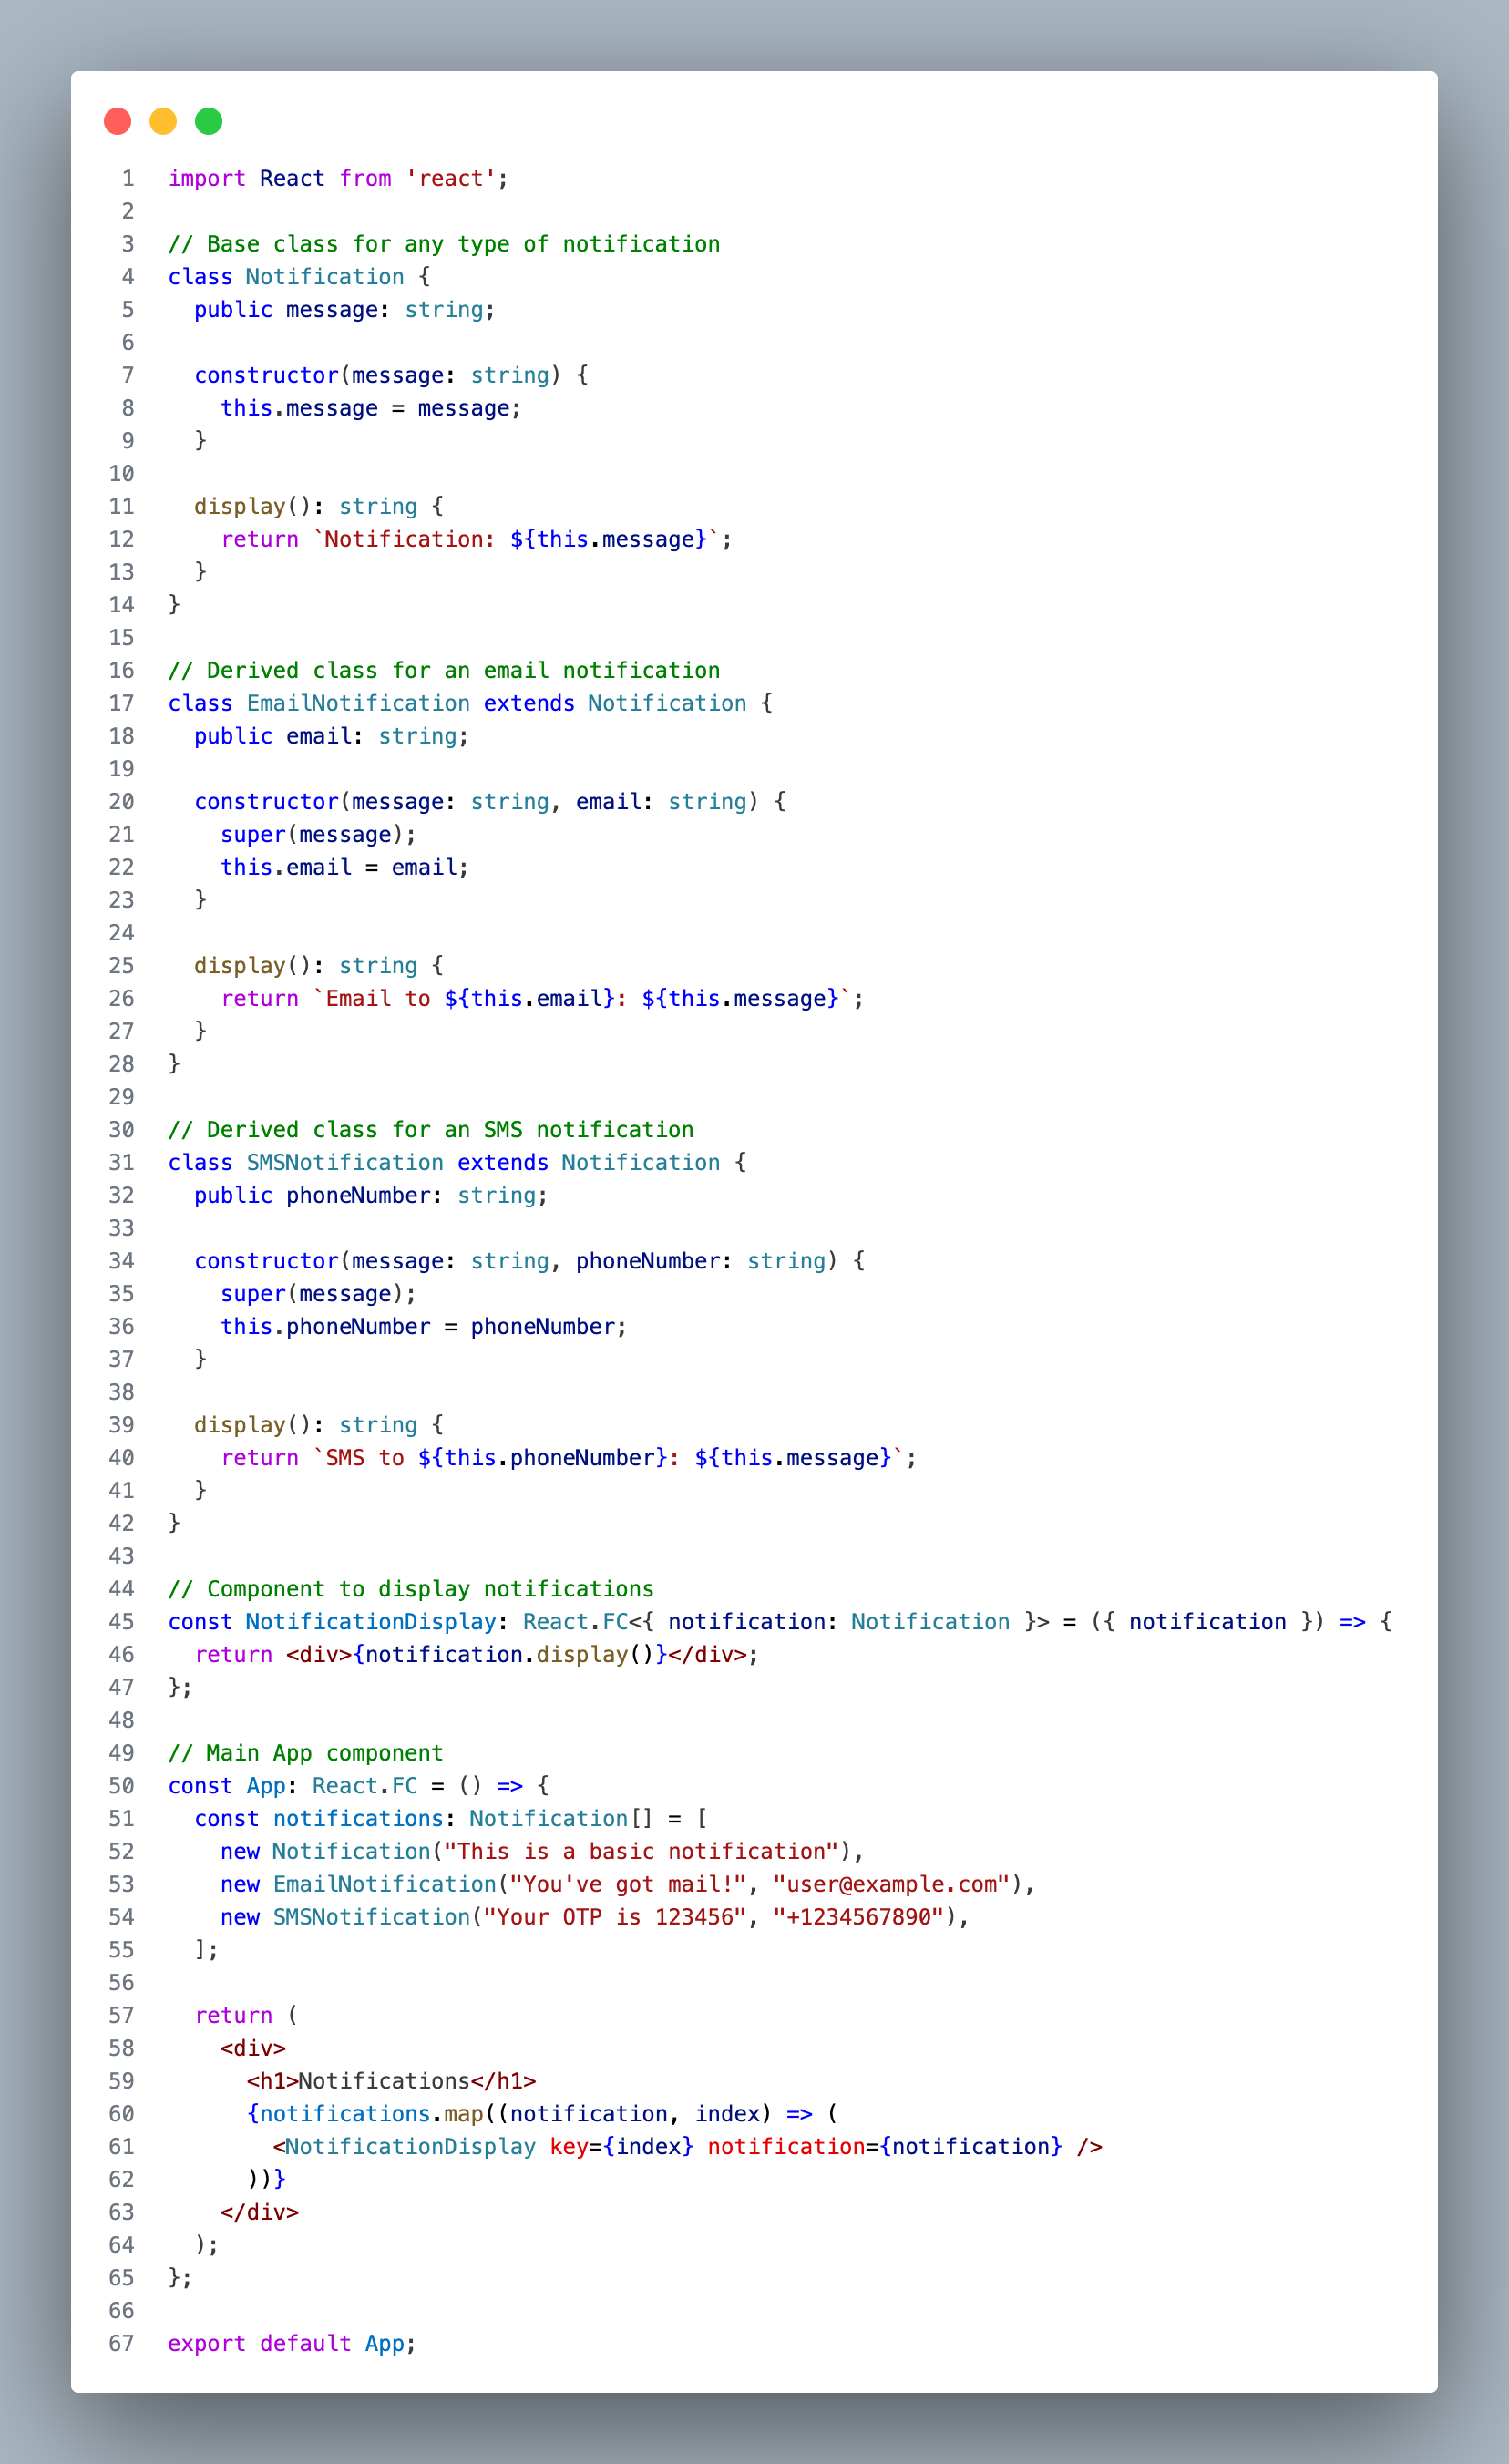 1 import React from 'react';
2
3 // Base class for any type of notification
4 class Notification {
5   public message: string;
6
7   constructor(message: string) {
8     this.message = message;
9   }
10
11   display(): string {
12     return `Notification: ${this.message}`;
13   }
14 }
15
16 // Derived class for an email notification
17 class EmailNotification extends Notification {
18   public email: string;
19
20   constructor(message: string, email: string) {
21     super(message);
22     this.email = email;
23   }
24
25   display(): string {
26     return `Email to ${this.email}: ${this.message}`;
27   }
28 }
29
30 // Derived class for an SMS notification
31 class SMSNotification extends Notification {
32   public phoneNumber: string;
33
34   constructor(message: string, phoneNumber: string) {
35     super(message);
36     this.phoneNumber = phoneNumber;
37   }
38
39   display(): string {
40     return `SMS to ${this.phoneNumber}: ${this.message}`;
41   }
42 }
43
44 // Component to display notifications
45 const NotificationDisplay: React.FC<{ notification: Notification }> = ({ notification }) => {
46   return <div>{notification.display()}</div>;
47 };
48
49 // Main App component
50 const App: React.FC = () => {
51   const notifications: Notification[] = [
52     new Notification("This is a basic notification"),
53     new EmailNotification("You've got mail!", "user@example.com"),
54     new SMSNotification("Your OTP is 123456", "+1234567890"),
55   ];
56
57   return (
58     <div>
59       <h1>Notifications</h1>
60       {notifications.map((notification, index) => (
61         <NotificationDisplay key={index} notification={notification} />
62       ))}
63     </div>
64   );
65 };
66
67 export default App;